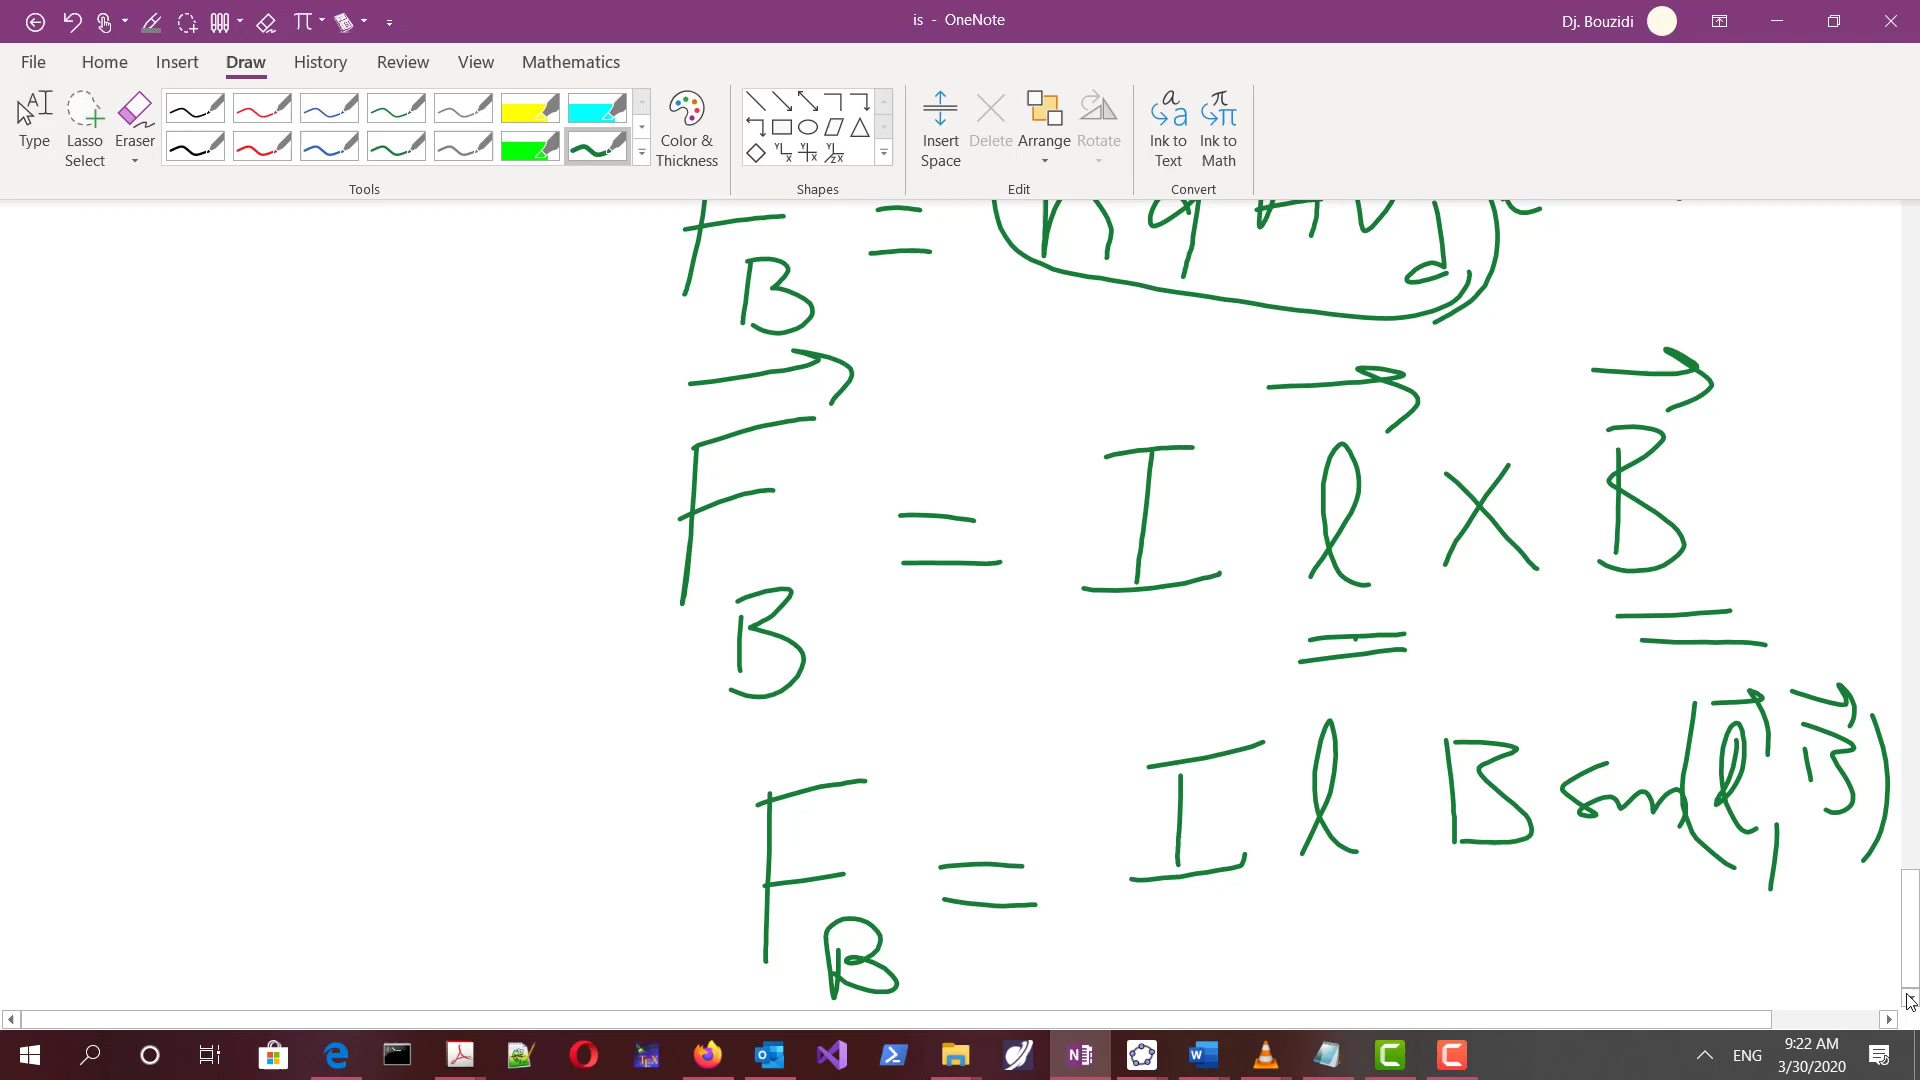 is - OneNote
Dj. Bouzidi
File Home Insert Draw History Review View Mathematics
Type
Lasso Select
Eraser
Color & Thickness
Insert Space
Delete
Arrange
Rotate
Ink to Text
Ink to Math
Tools Shapes Edit Convert
F_B = (n q A v_d)
F⃗_B = I l⃗ × B⃗
F_B = I l B sin(l⃗, B⃗)
ENG
9:22 AM
3/30/2020